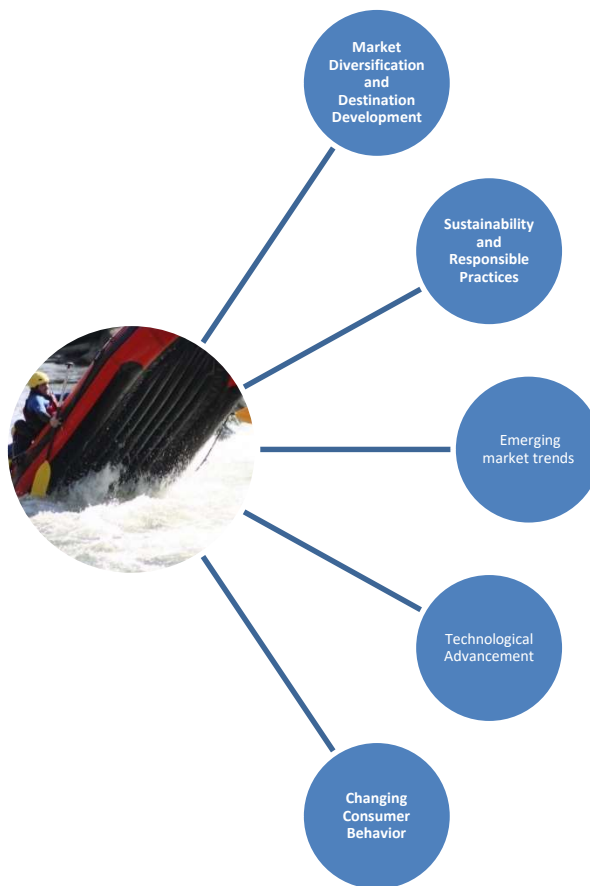 Market
Diversification
and
Destination
Development
Sustainability
and
Responsible
Practices
Emerging
market trends
Technological
Advancement
Changing
Consumer
Behavior